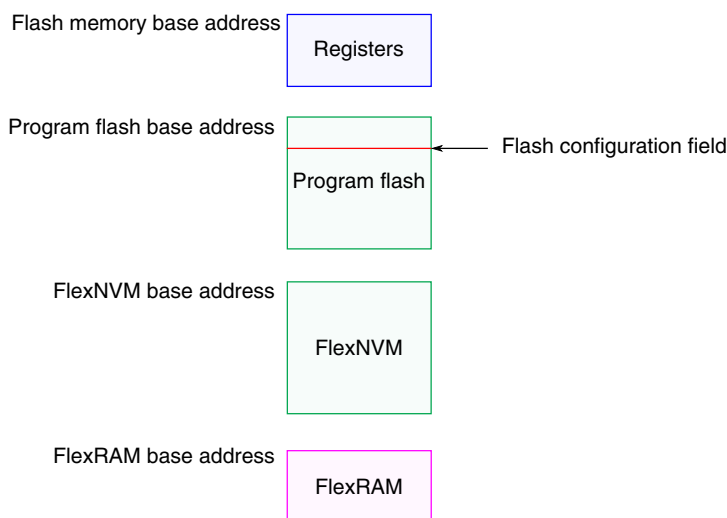 Flash memory base address
Registers
Program flash base address
Flash configuration field
Program flash
FlexNVM base address
FlexNVM
FlexRAM base address
FlexRAM